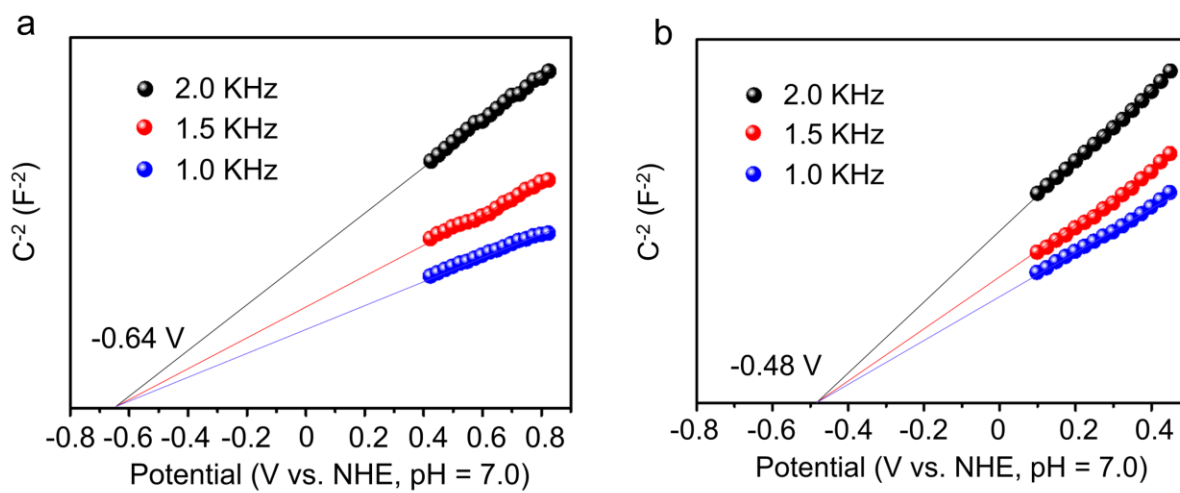 a
2.0 KHz
1.5 KHz
1.0 KHz
C⁻² (F⁻²)
-0.64 V
-0.8 -0.6 -0.4 -0.2 0 0.2 0.4 0.6 0.8
Potential (V vs. NHE, pH = 7.0)
b
2.0 KHz
1.5 KHz
1.0 KHz
C⁻² (F⁻²)
-0.48 V
-0.8 -0.6 -0.4 -0.2 0 0.2 0.4
Potential (V vs. NHE, pH = 7.0)